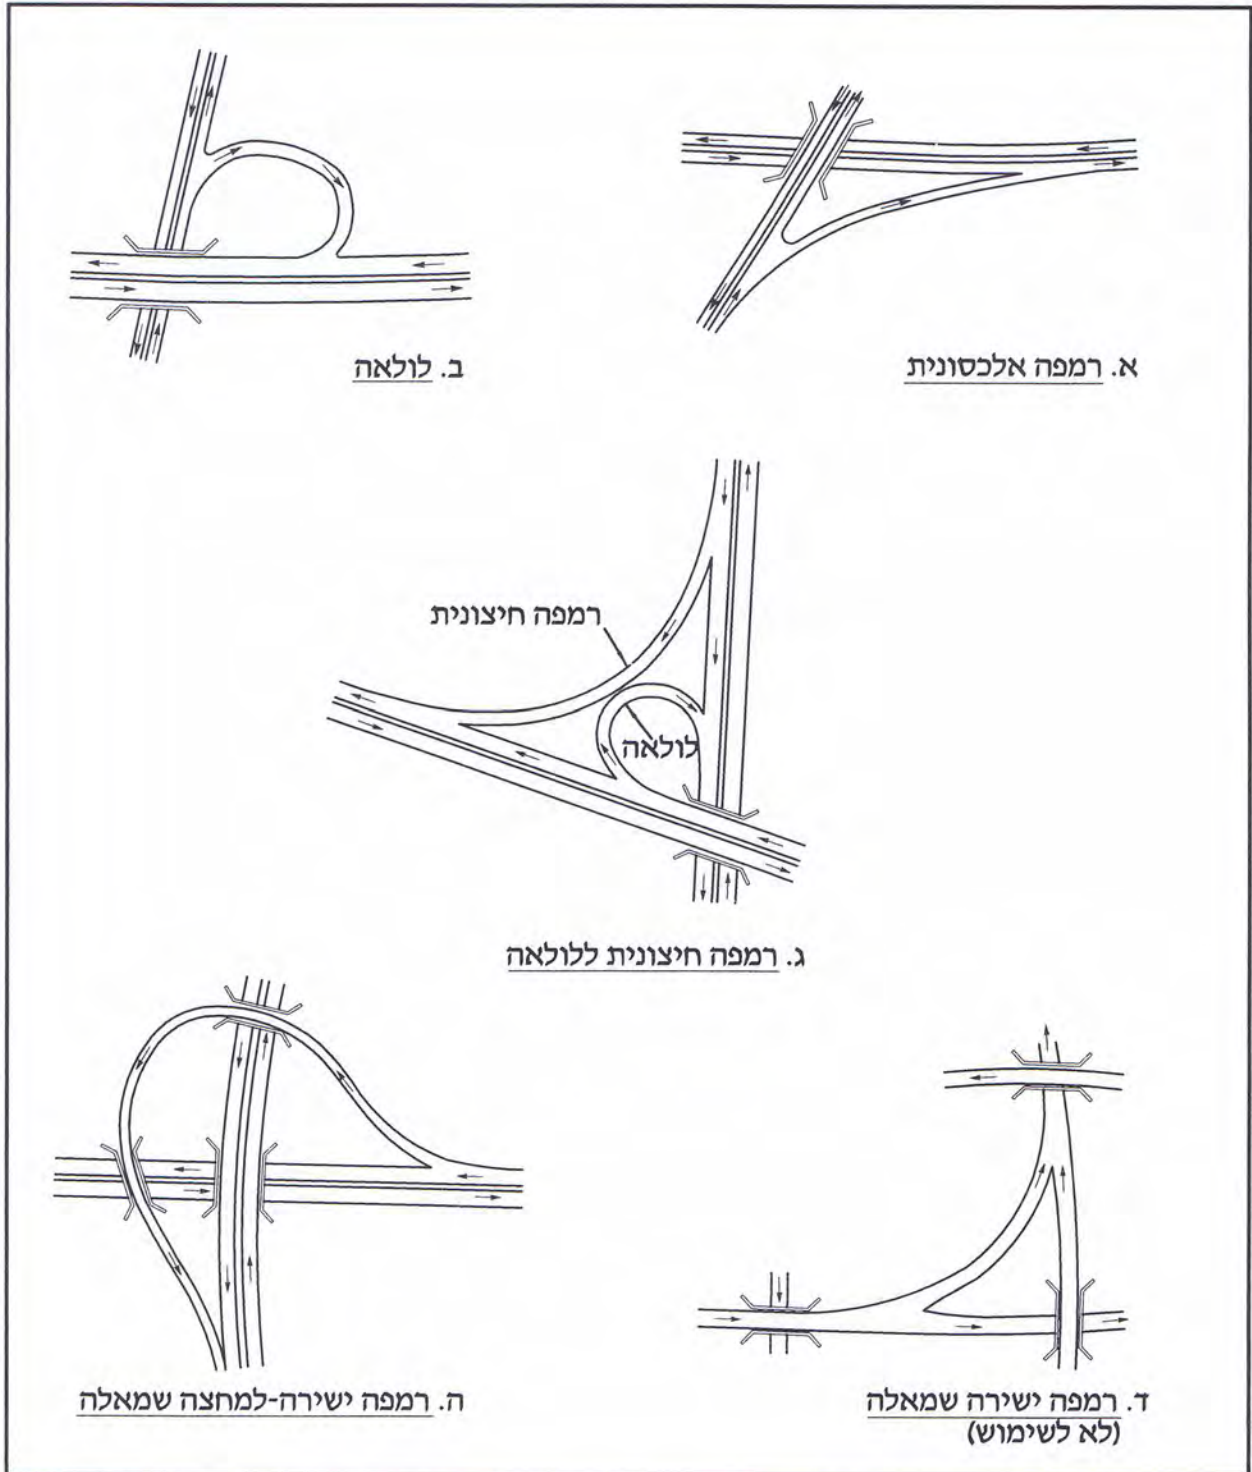 א. רמפה אלכסונית
ב. לולאה
רמפה חיצונית
לולאה
ג. רמפה חיצונית ללולאה
ד. רמפה ישירה שמאלה
(לא לשימוש)
ה. רמפה ישירה-למחצה שמאלה